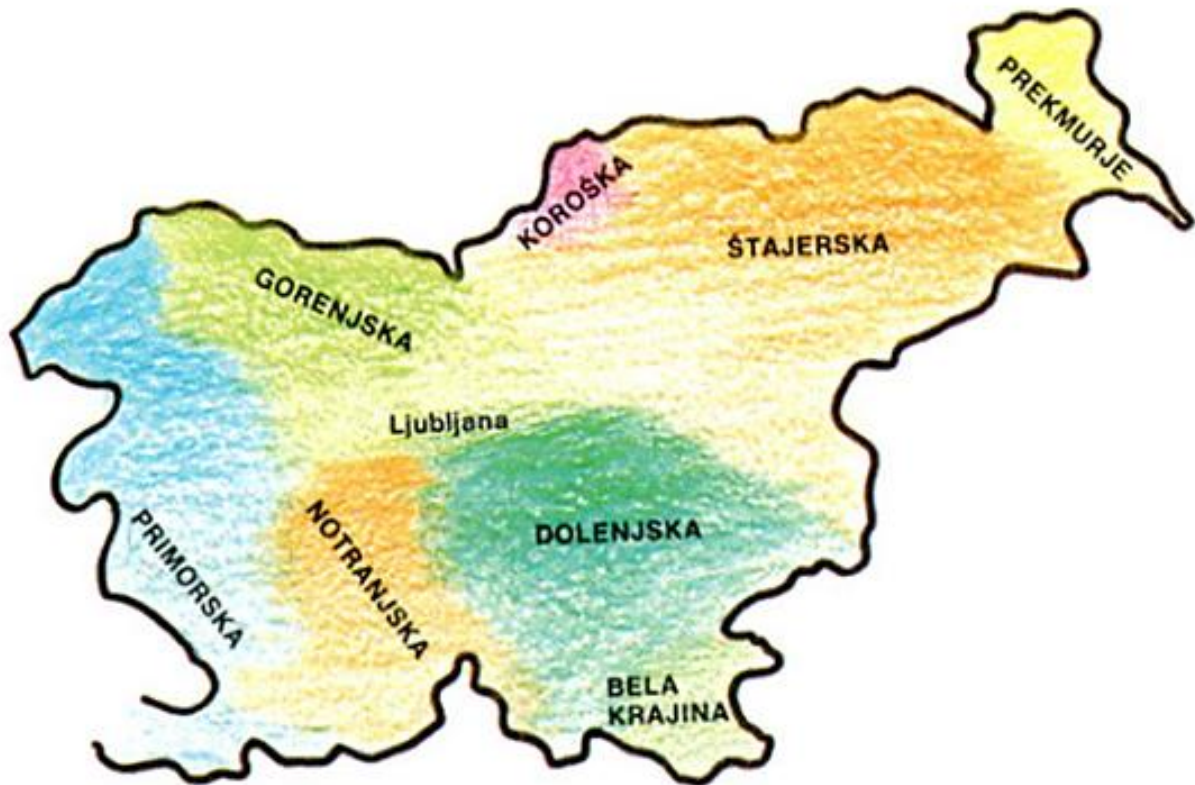 PREKMURJE
KOROŠKA
ŠTAJERSKA
GORENJSKA
Ljubljana
PRIMORSKA
NOTRANJSKA
DOLENJSKA
BELA
KRAJINA